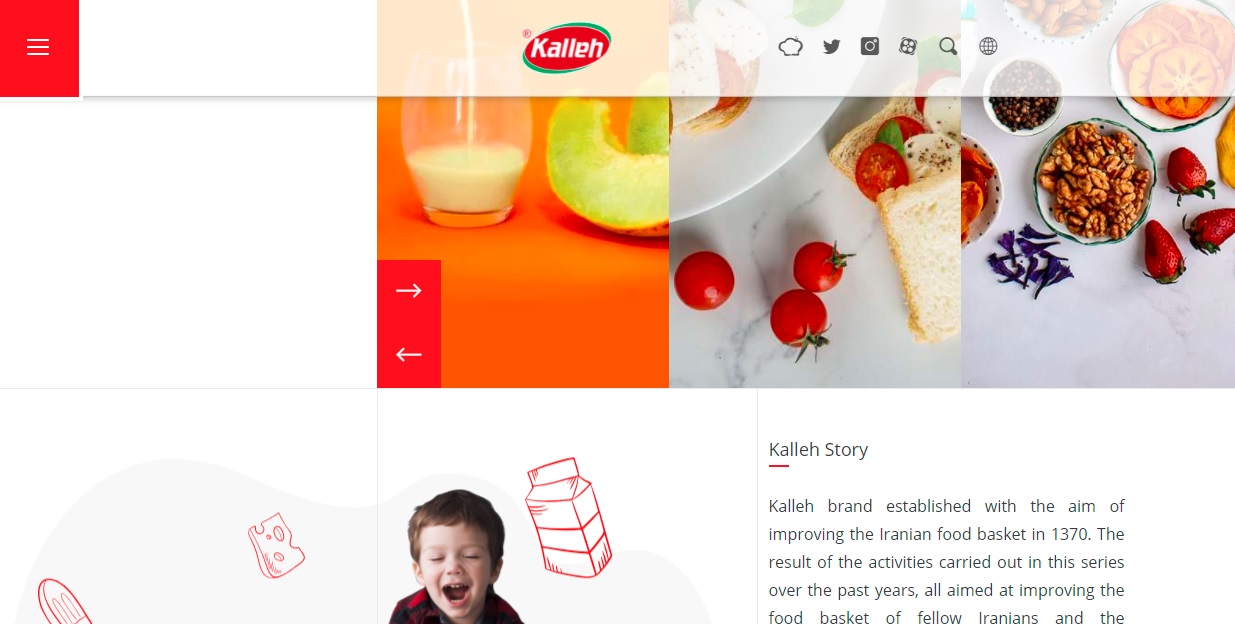 ® Kalleh
Kalleh Story
Kalleh brand established with the aim of
improving the Iranian food basket in 1370. The
result of the activities carried out in this series
over the past years, all aimed at improving the
food basket of fellow Iranians and the